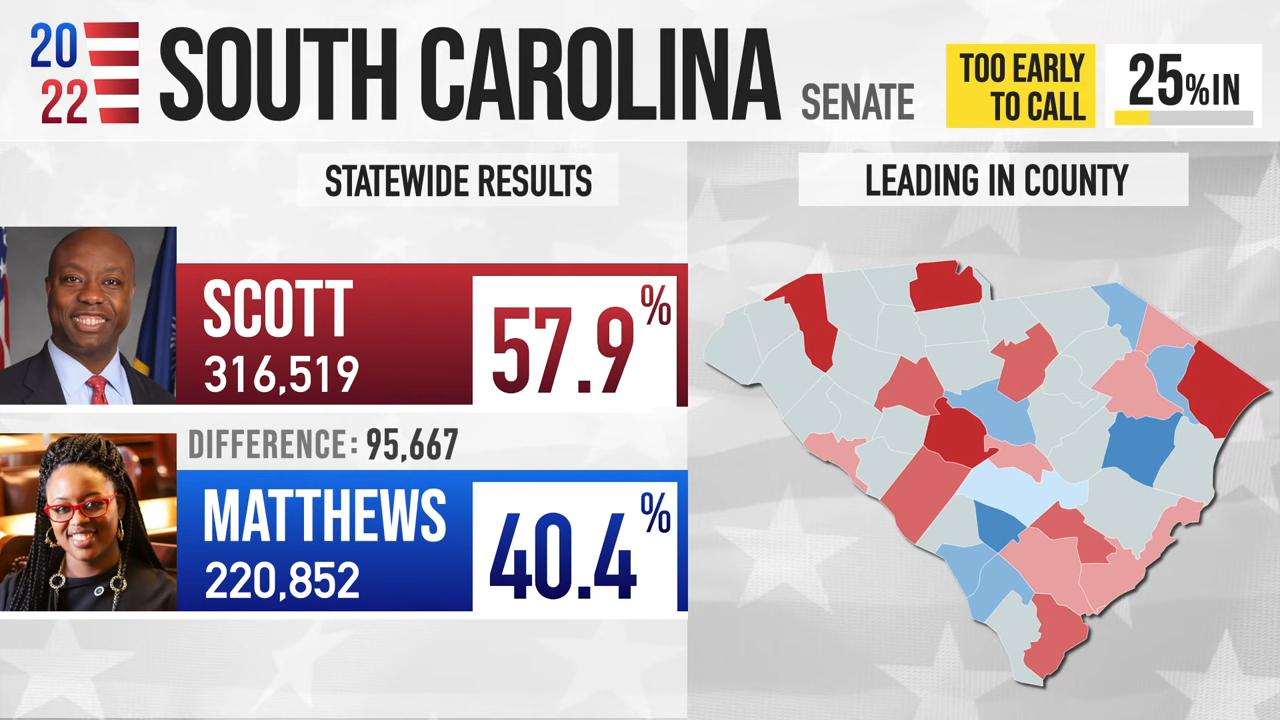 20
22
SOUTH CAROLINA
SENATE
TOO EARLY
TO CALL
25% IN
STATEWIDE RESULTS
LEADING IN COUNTY
SCOTT
316,519
57.9%
DIFFERENCE: 95,667
MATTHEWS
220,852
40.4%